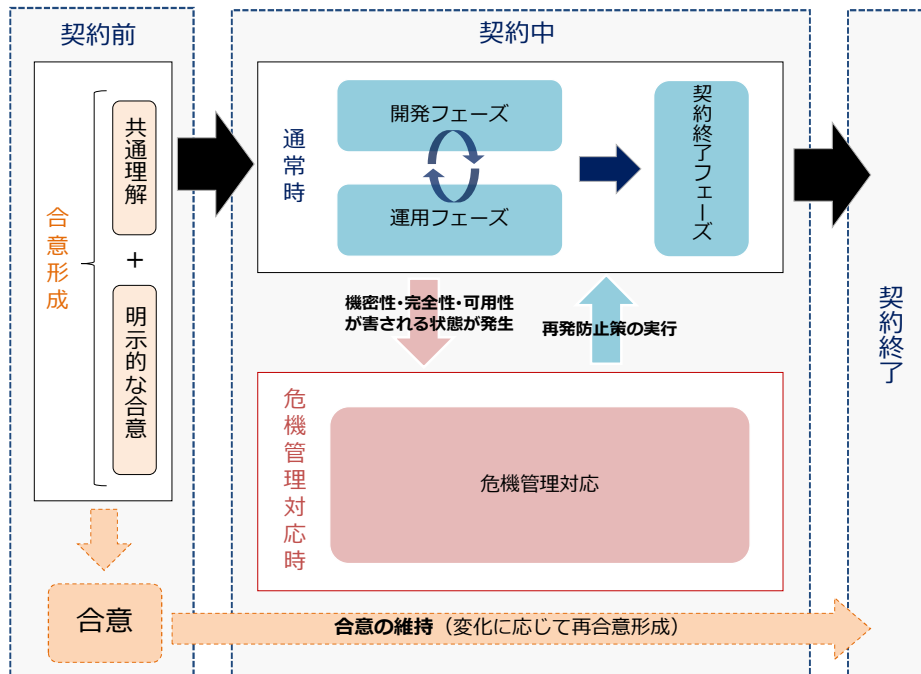 契約前
契約中
契約終了
合意形成
共通理解
+
明示的な合意
通常時
開発フェーズ
運用フェーズ
契約終了フェーズ
機密性・完全性・可用性
が害される状態が発生
再発防止策の実行
危機管理対応時
危機管理対応
合意
合意の維持（変化に応じて再合意形成）